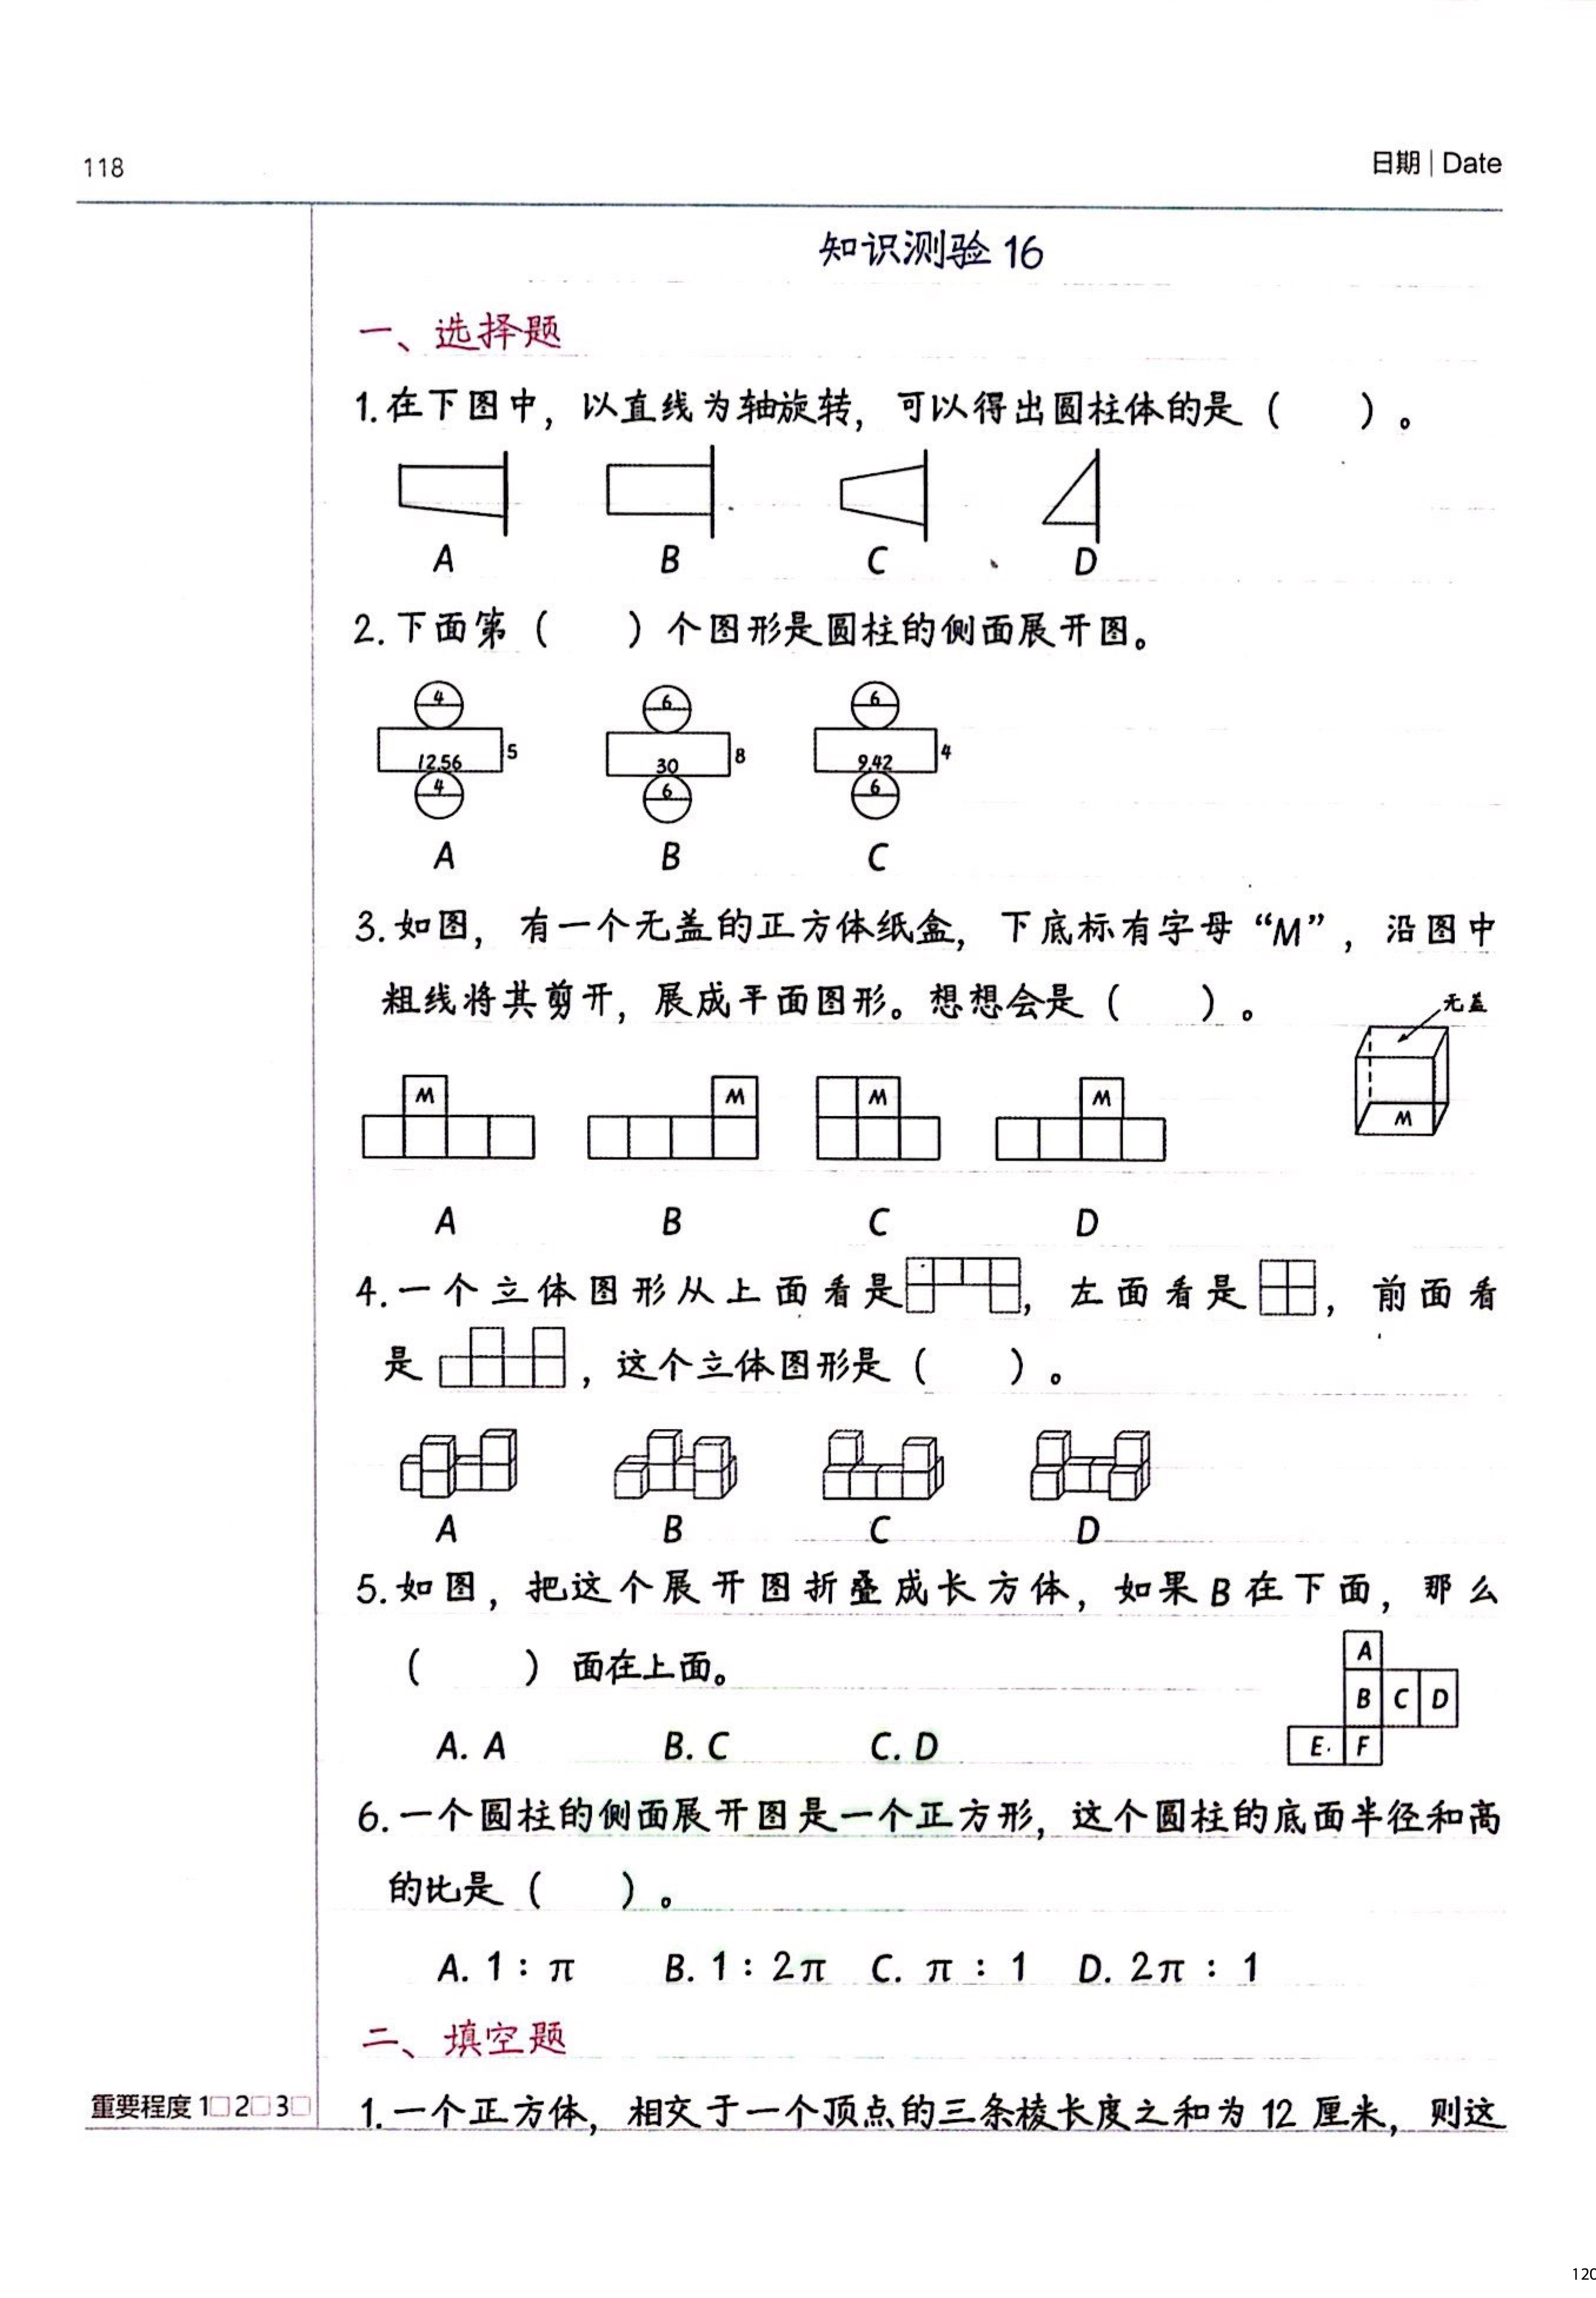 118
日期｜Date
知识测验16
一、选择题
1.在下图中，以直线为轴旋转，可以得出圆柱体的是（　　）。
A B C D
2.下面第（　　）个图形是圆柱的侧面展开图。
4 6 6
12.56 5 30 8 9.42 4
4 6 6
A B C
3.如图，有一个无盖的正方体纸盒，下底标有字母“M”，沿图中
粗线将其剪开，展成平面图形。想想会是（　　）。
无盖
M M M M M
A B C D
4.一个立体图形从上面看是，左面看是，前面看
是，这个立体图形是（　　）。
A B C D
5.如图，把这个展开图折叠成长方体，如果B在下面，那么
（　　）面在上面。
A
B C D
E. F
A. A B. C C. D
6.一个圆柱的侧面展开图是一个正方形，这个圆柱的底面半径和高
的比是（　　）。
A. 1：π B. 1：2π C. π：1 D. 2π：1
二、填空题
1.一个正方体，相交于一个顶点的三条棱长度之和为12厘米，则这
重要程度 1□2□3□
120